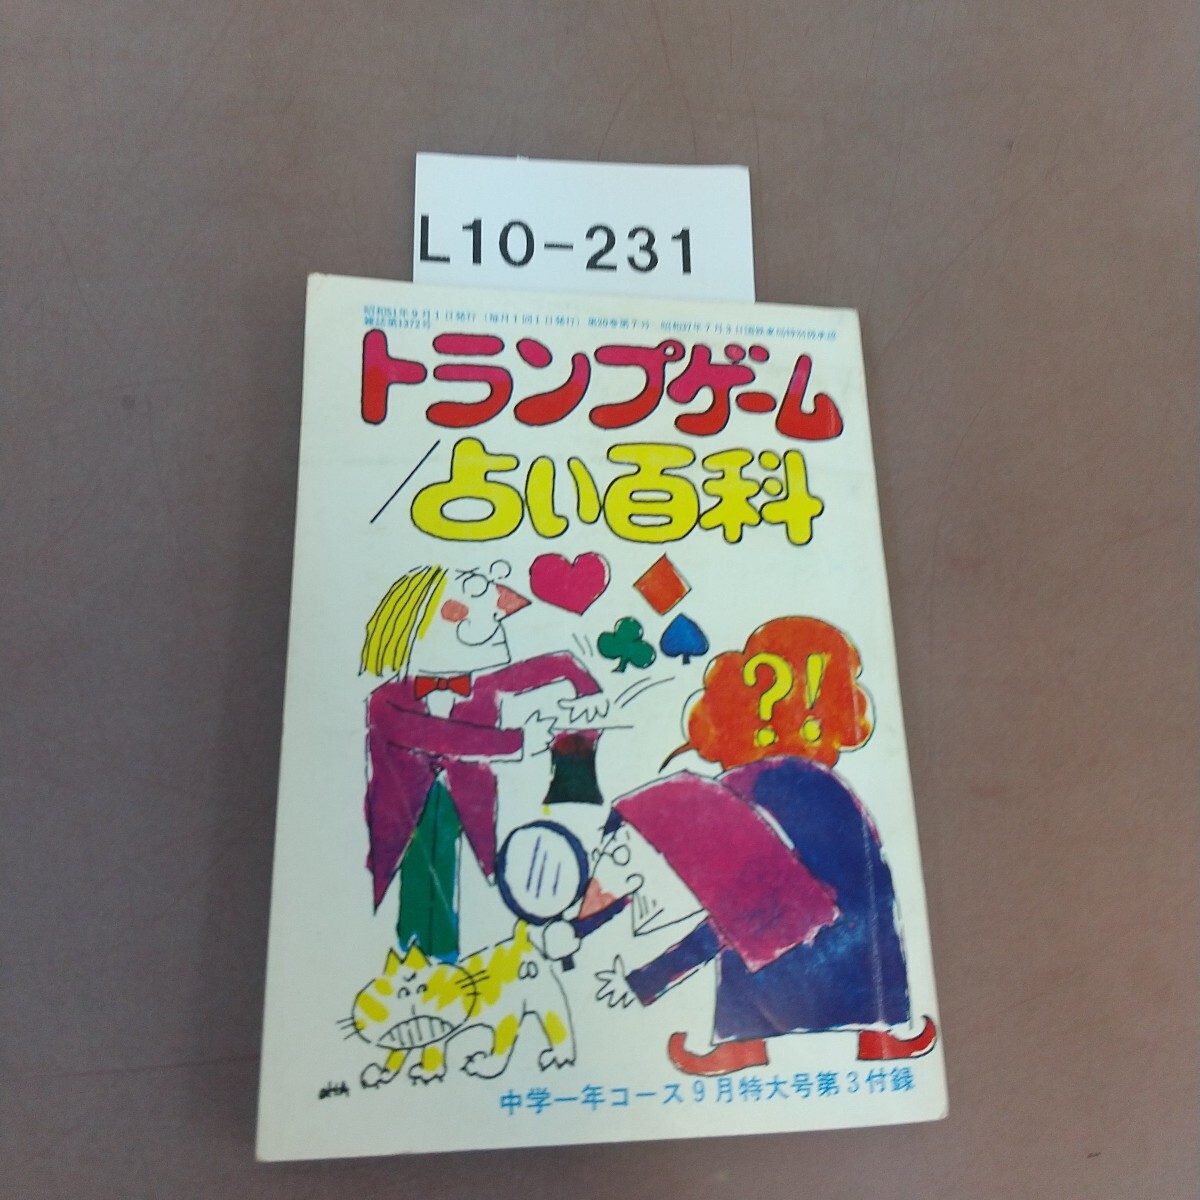 L10-231
昭和51年9月1日発行(毎月1回1日発行)第20巻第7号 昭和37年7月3日国鉄東局特別扱承認
雑誌第1372号
トランプゲーム
/占い百科
?!
8
中学一年コース9月特大号第3付録